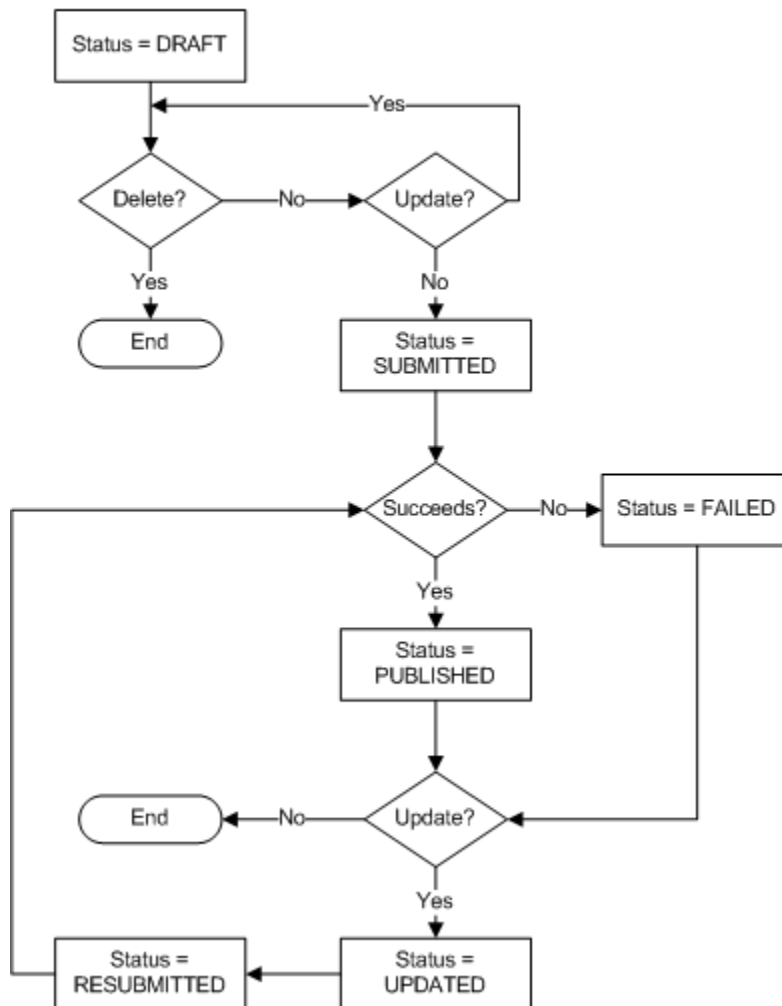 Status = DRAFT
Yes
Delete?
No
Update?
Yes
No
End
Status =
SUBMITTED
Succeeds?
No
Status = FAILED
Yes
Status =
PUBLISHED
End
No
Update?
Yes
Status =
RESUBMITTED
Status =
UPDATED